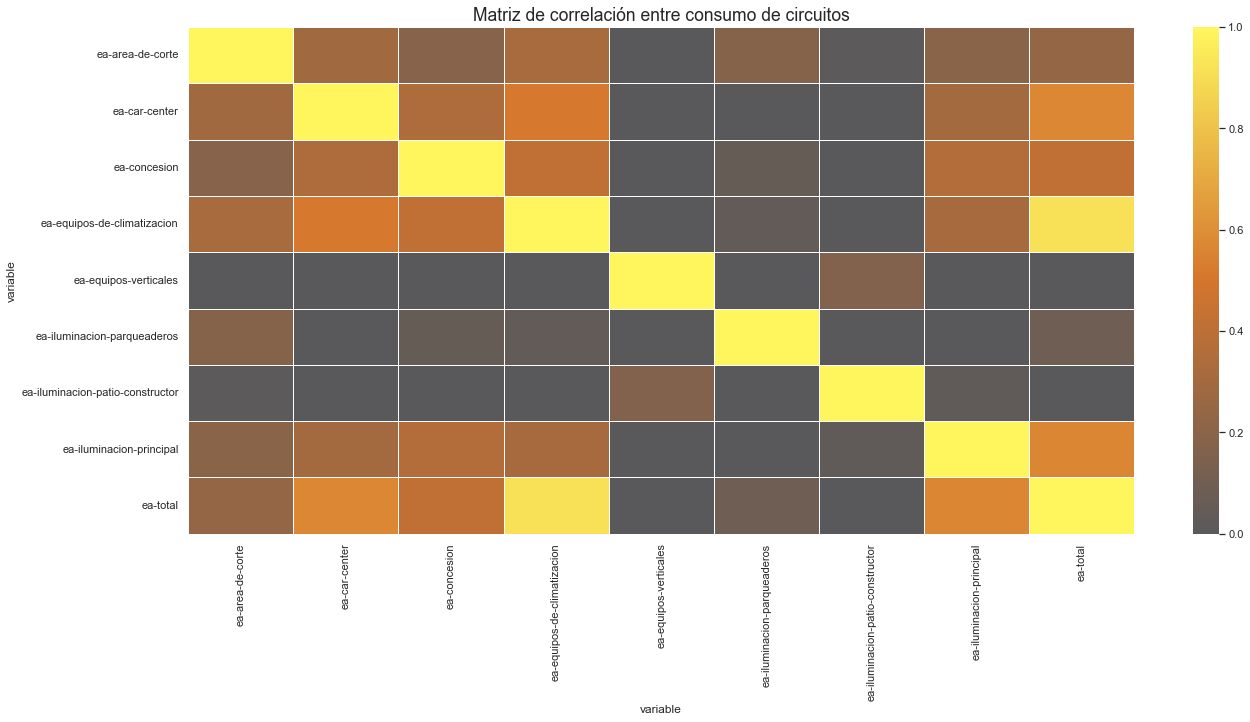 Matriz de correlación entre consumo de circuitos
ea-area-de-corte
ea-car-center
ea-concesion
ea-equipos-de-climatizacion
ea-equipos-verticales
ea-iluminacion-parqueaderos
ea-iluminacion-patio-constructor
ea-iluminacion-principal
ea-total
variable
ea-area-de-corte
ea-car-center
ea-concesion
ea-equipos-de-climatizacion
ea-equipos-verticales
ea-iluminacion-parqueaderos
ea-iluminacion-patio-constructor
ea-iluminacion-principal
ea-total
variable
1.0
0.8
0.6
0.4
0.2
0.0